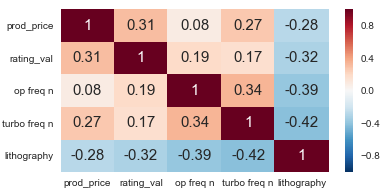 prod_price 1 0.31 0.08 0.27 -0.28
rating_val 0.31 1 0.19 0.17 -0.32
op freq n 0.08 0.19 1 0.34 -0.39
turbo freq n 0.27 0.17 0.34 1 -0.42
lithography -0.28 -0.32 -0.39 -0.42 1
prod_price rating_val op freq n turbo freq n lithography
0.8
0.4
0.0
-0.4
-0.8